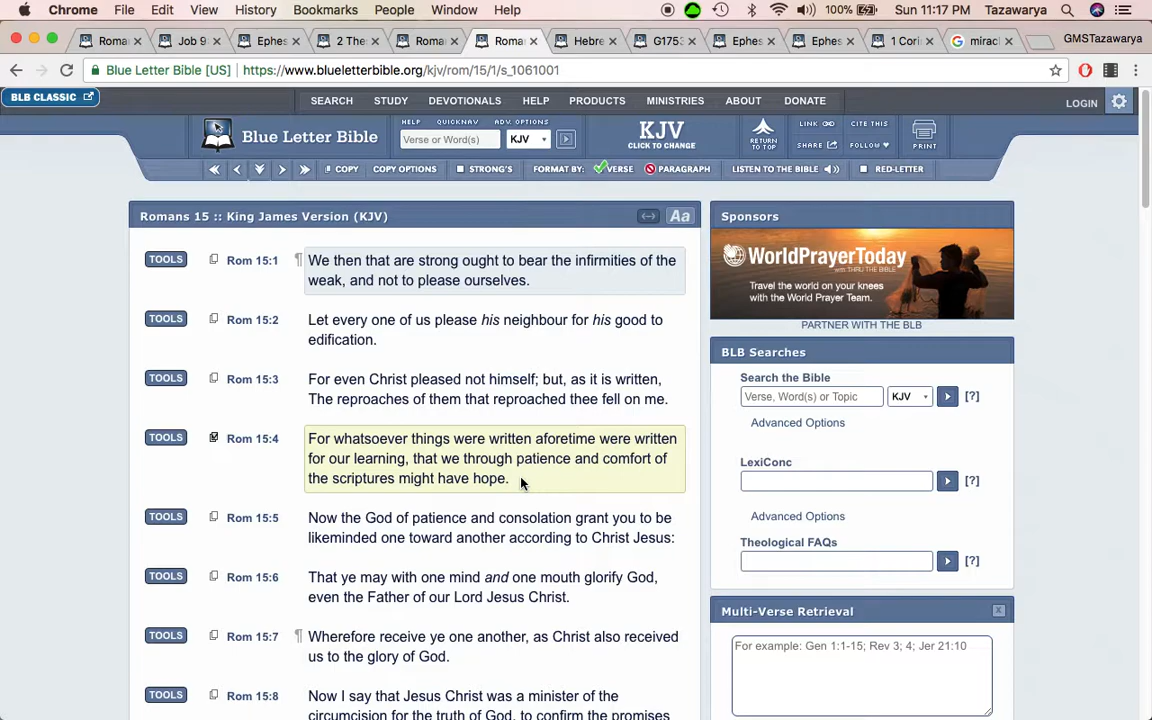 Chrome File Edit View History Bookmarks People Window Help 100% Sun 11:17 PM Tazawarya
Roma Job 9 Ephes 2 The Roma Roma Hebre G1753 Ephes Ephes 1 Cori mirac GMSTazawarya
Blue Letter Bible [US] https://www.blueletterbible.org/kjv/rom/15/1/s_1061001
BLB CLASSIC
SEARCH STUDY DEVOTIONALS HELP PRODUCTS MINISTRIES ABOUT DONATE LOGIN
HELP QUICKNAV ADV. OPTIONS
Blue Letter Bible
Verse or Word(s) KJV
KJV
CLICK TO CHANGE
RETURN TO TOP
LINK CITE THIS
SHARE FOLLOW
PRINT
COPY COPY OPTIONS STRONG'S FORMAT BY: VERSE PARAGRAPH LISTEN TO THE BIBLE RED-LETTER
Romans 15 :: King James Version (KJV) Aa
TOOLS Rom 15:1 ¶ We then that are strong ought to bear the infirmities of the
weak, and not to please ourselves.
TOOLS Rom 15:2 Let every one of us please his neighbour for his good to
edification.
TOOLS Rom 15:3 For even Christ pleased not himself; but, as it is written,
The reproaches of them that reproached thee fell on me.
TOOLS Rom 15:4 For whatsoever things were written aforetime were written
for our learning, that we through patience and comfort of
the scriptures might have hope.
TOOLS Rom 15:5 Now the God of patience and consolation grant you to be
likeminded one toward another according to Christ Jesus:
TOOLS Rom 15:6 That ye may with one mind and one mouth glorify God,
even the Father of our Lord Jesus Christ.
TOOLS Rom 15:7 ¶ Wherefore receive ye one another, as Christ also received
us to the glory of God.
TOOLS Rom 15:8 Now I say that Jesus Christ was a minister of the
circumcision for the truth of God, to confirm the promises
Sponsors
WorldPrayerToday
with THRU THE BIBLE
Travel the world on your knees
with the World Prayer Team.
PARTNER WITH THE BLB
BLB Searches
Search the Bible
Verse, Word(s) or Topic KJV [?]
Advanced Options
LexiConc
[?]
Advanced Options
Theological FAQs
[?]
Multi-Verse Retrieval x
For example: Gen 1:1-15; Rev 3; 4; Jer 21:10